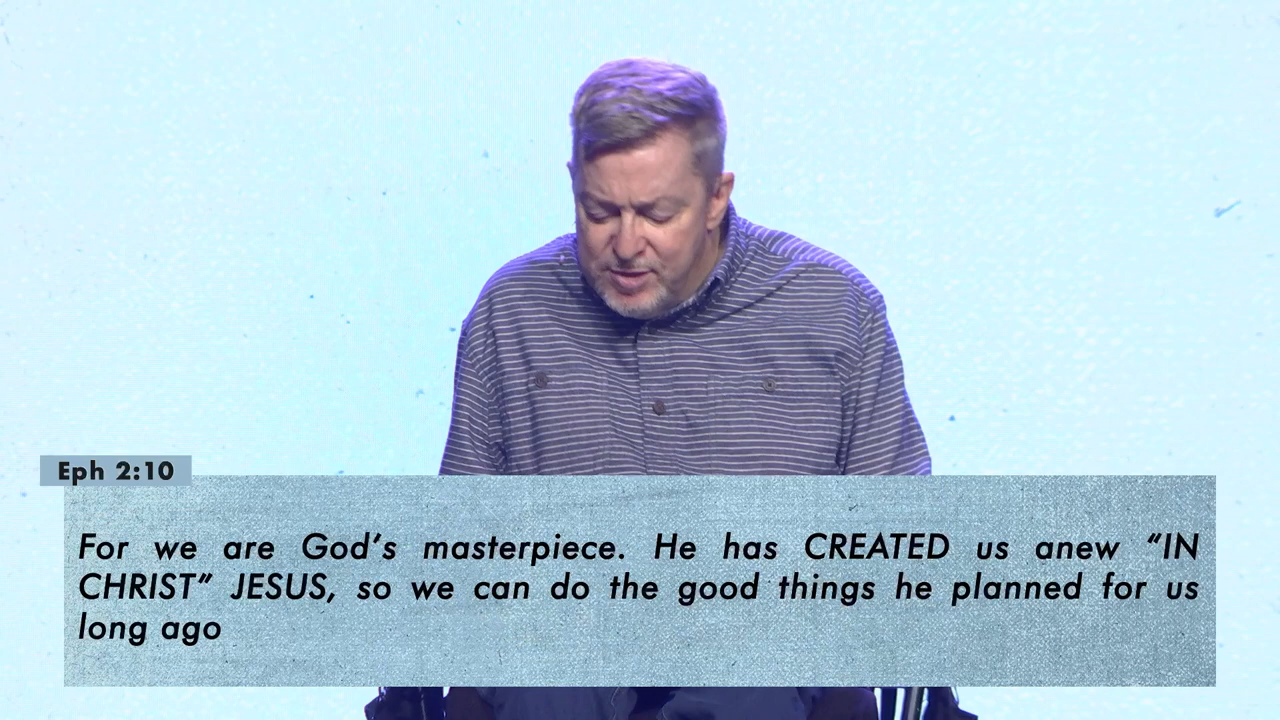 Eph 2:10
For we are God’s masterpiece. He has CREATED us anew “IN
CHRIST” JESUS, so we can do the good things he planned for us
long ago